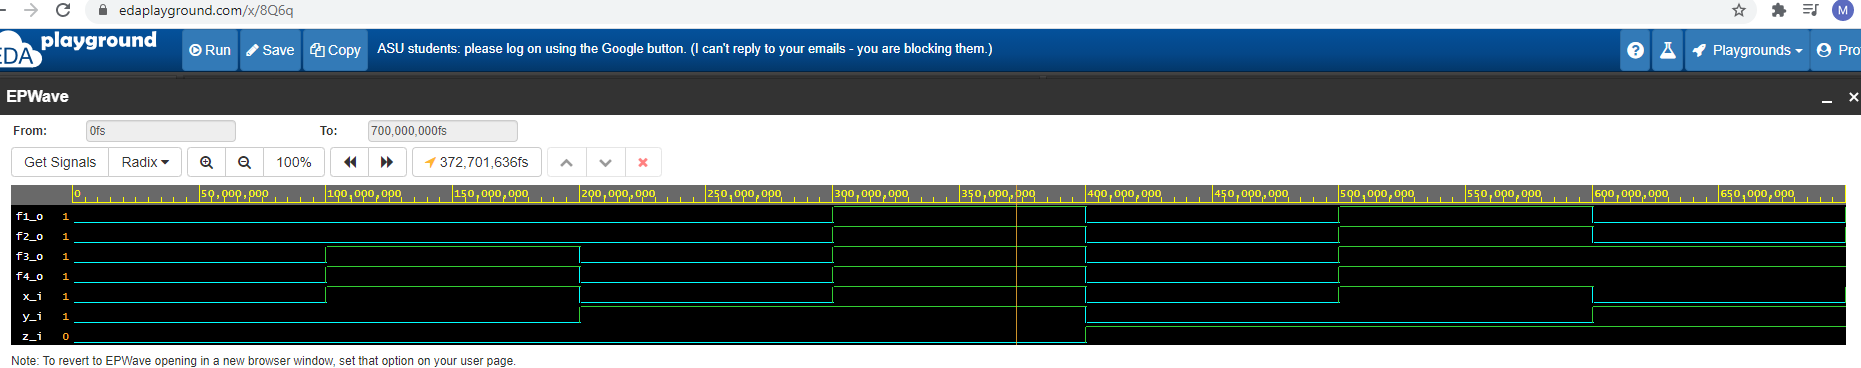 edaplayground.com/x/8Q6q
M
EDA playground
Run Save Copy ASU students: please log on using the Google button. (I can't reply to your emails - you are blocking them.) ? Playgrounds Pro
EPWave
From: 0fs To: 700,000,000fs
Get Signals Radix 100% 372,701,636fs
0 50,000,000 100,000,000 150,000,000 200,000,000 250,000,000 300,000,000 350,000,000 400,000,000 450,000,000 500,000,000 550,000,000 600,000,000 650,000,000
f1_o 1
f2_o 1
f3_o 1
f4_o 1
x_i 1
y_i 1
z_i 0
Note: To revert to EPWave opening in a new browser window, set that option on your user page.